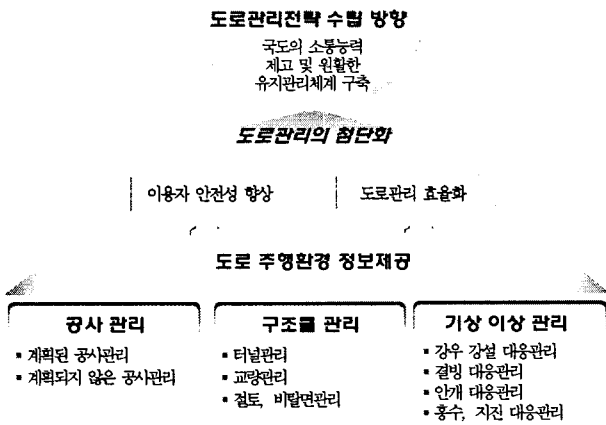 도로관리전략 수립 방향
국도의 소통능력
제고 및 원활한
유지관리체계 구축
도로관리의 첨단화
이용자 안전성 향상
도로관리 효율화
도로 주행환경 정보제공
공사 관리
▪ 계획된 공사관리
▪ 계획되지 않은 공사관리
구조물 관리
▪ 터널관리
▪ 교량관리
▪ 절토, 비탈면관리
기상 이상 관리
▪ 강우 강설 대응관리
▪ 결빙 대응관리
▪ 안개 대응관리
▪ 홍수, 지진 대응관리